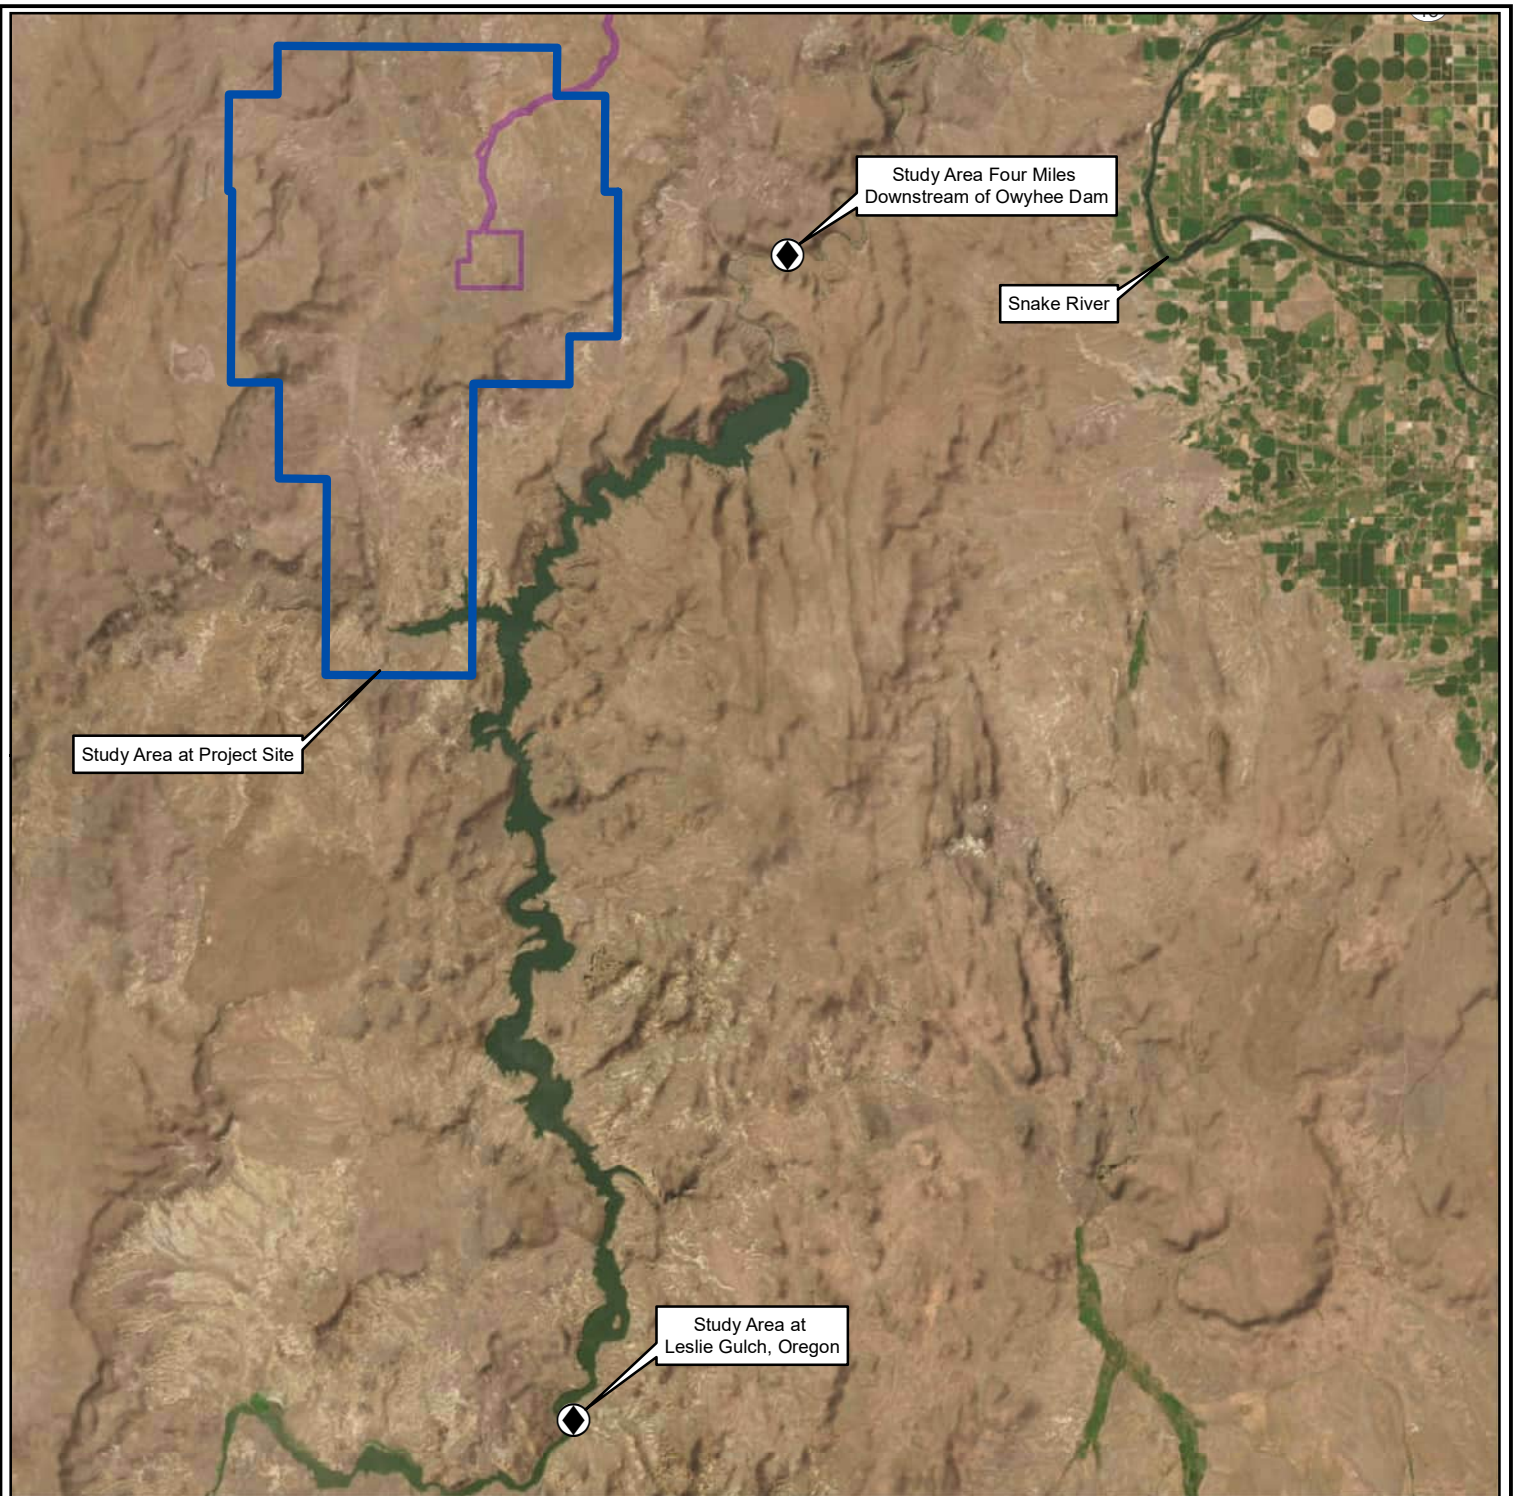 Study Area Four Miles
Downstream of Owyhee Dam
Snake River
Study Area at Project Site
Study Area at
Leslie Gulch, Oregon